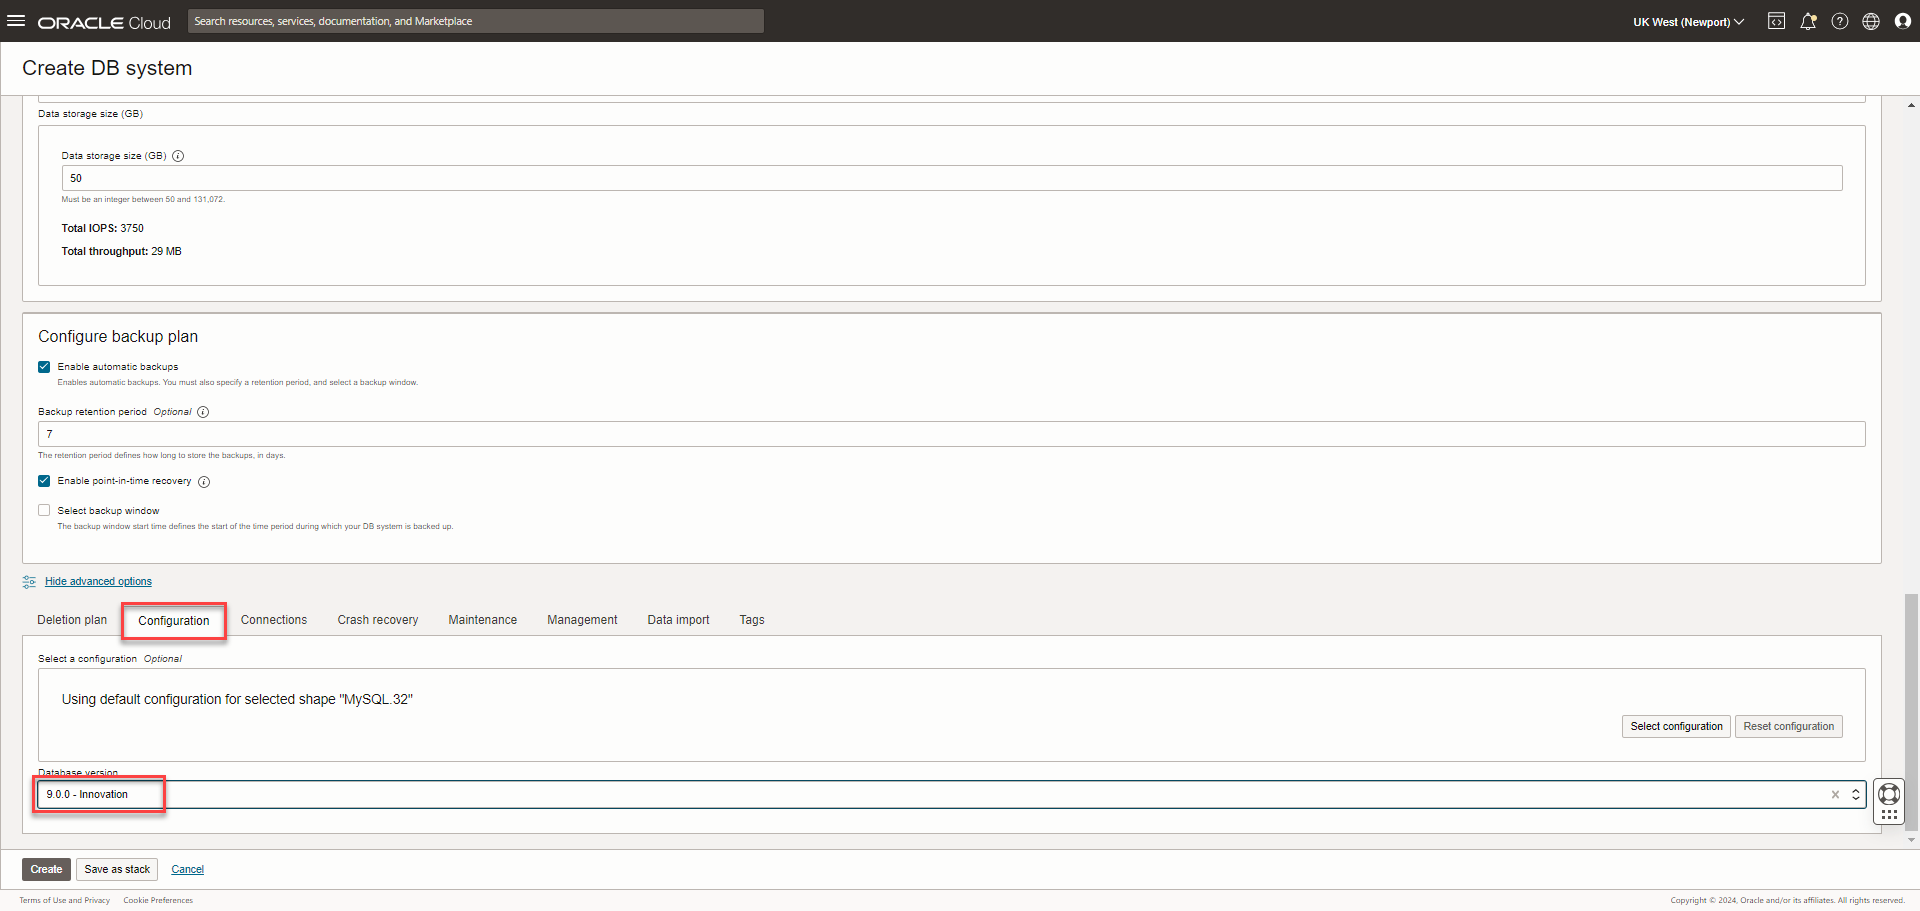 ORACLE Cloud
Search resources, services, documentation, and Marketplace
UK West (Newport)
Create DB system
Data storage size (GB)
Data storage size (GB)
50
Must be an integer between 50 and 131,072.
Total IOPS: 3750
Total throughput: 29 MB
Configure backup plan
Enable automatic backups
Enables automatic backups. You must also specify a retention period, and select a backup window.
Backup retention period Optional
7
The retention period defines how long to store the backups, in days.
Enable point-in-time recovery
Select backup window
The backup window start time defines the start of the time period during which your DB system is backed up.
Hide advanced options
Deletion plan Configuration Connections Crash recovery Maintenance Management Data import Tags
Select a configuration Optional
Using default configuration for selected shape "MySQL.32"
Select configuration Reset configuration
Database version
9.0.0 - Innovation
Create Save as stack Cancel
Terms of Use and Privacy Cookie Preferences
Copyright © 2024, Oracle and/or its affiliates. All rights reserved.